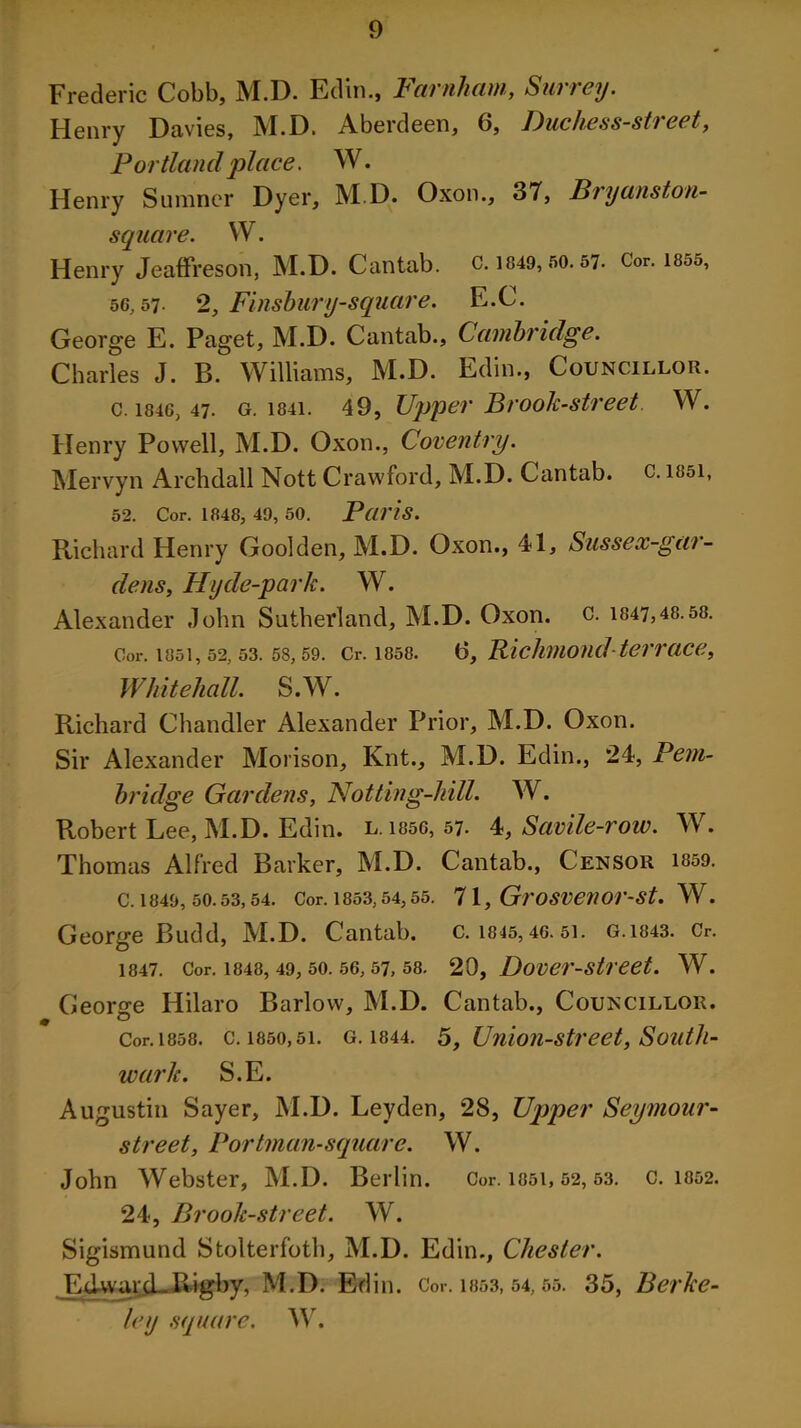 9
Frederic Cobb, M.D. Edin., Farnham, Surrey.
Henry Davies, M.D. Aberdeen, 6, Duchess-street,
Portland place. W.
Henry Sumner Dyer, M.D. Oxon., 37, Bryanston-
square. W.
Henry Jeaffreson, M.D. Cantab. C. 1849, 50. 57. Cor. 1855,
56, 57. 2, Finsbury-square. E.C.
George E. Paget, M.D. Cantab., Cambridge.
Charles J. B. Williams, M.D. Edin., Councillor.
C. 1846, 47. G. 1841. 49, Upper Brook-street. W.
Henry Powell, M.D. Oxon., Coventry.
Mervyn Archdall Nott Crawford, M.D. Cantab. C. 1851,
52. Cor. 1848, 49, 50. Paris.
Richard Henry Goolden, M.D. Oxon., 41, Sussex-gar-
dens, Hyde-park. W.
Alexander John Sutherland, M.D. Oxon. C. 1847, 48. 58.
Cor. 1851, 52, 53. 58, 59. Cr. 1858. 6, Richmond-terrace,
Whitehall. S.W.
Richard Chandler Alexander Prior, M.D. Oxon.
Sir Alexander Morison, Knt., M.D. Edin., 24, Pem-
bridge Gardens, Notting-hill. W.
Robert Lee, M.D. Edin. L. 1856, 57. 4, Savile-row. W.
Thomas Alfred Barker, M.D. Cantab., Censor 1859.
C. 1849, 50. 53, 54. Cor. 1853, 54, 55. 71, Grosvenor-st. W.
George Budd, M.D. Cantab. C. 1845, 46. 51. G. 1843. Cr.
1847. Cor. 1848, 49, 50. 56, 57, 58. 20, Dover-street. W.
George Hilaro Barlow, M.D. Cantab., Councillor.
Cor. 1858. C. 1850, 51. G. 1844. 5, Union-street, South-
wark. S.E.
Augustin Sayer, M.D. Leyden, 28, Upper Seymour-
street, Portman-square. W.
John Webster, M.D. Berlin. Cor. 1851, 52, 53. C. 1852.
24, Brook-street. W.
Sigismund Stolterfoth, M.D. Edin., Chester.
Edward Rigby, M.D. Edin. Cor. 1853, 54, 55. 35, Berke-
ley square. W.